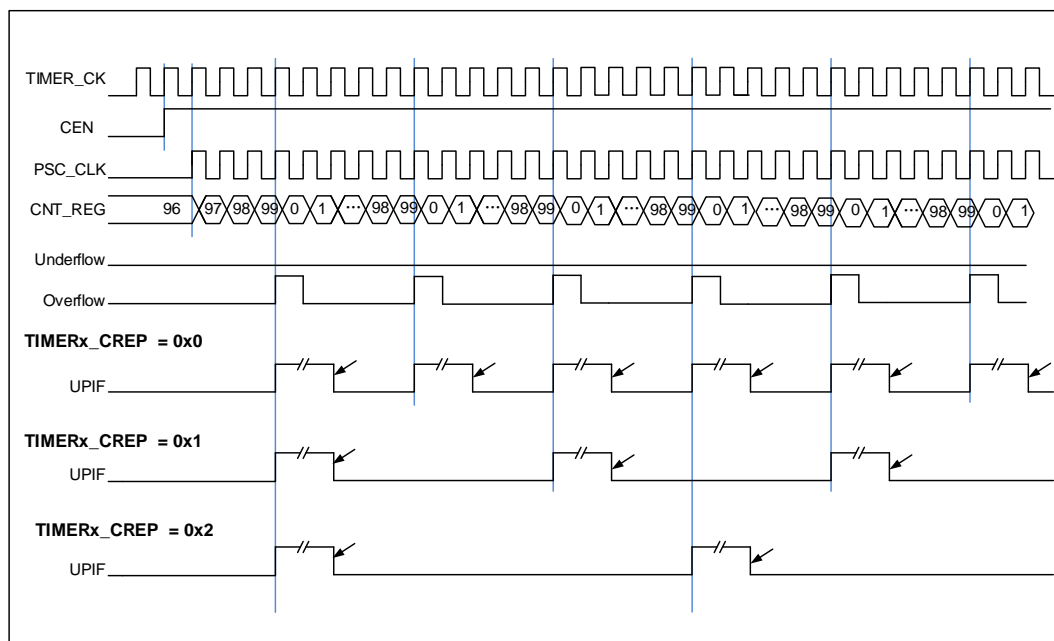 TIMER_CK
CEN
PSC_CLK
CNT_REG 96 97 98 99 0 1 ... 98 99 0 1 ... 98 99 0 1 ... 98 99 0 1 ... 98 99 0 1 ... 98 99 0 1
Underflow
Overflow
TIMERx_CREP = 0x0
UPIF
TIMERx_CREP = 0x1
UPIF
TIMERx_CREP = 0x2
UPIF